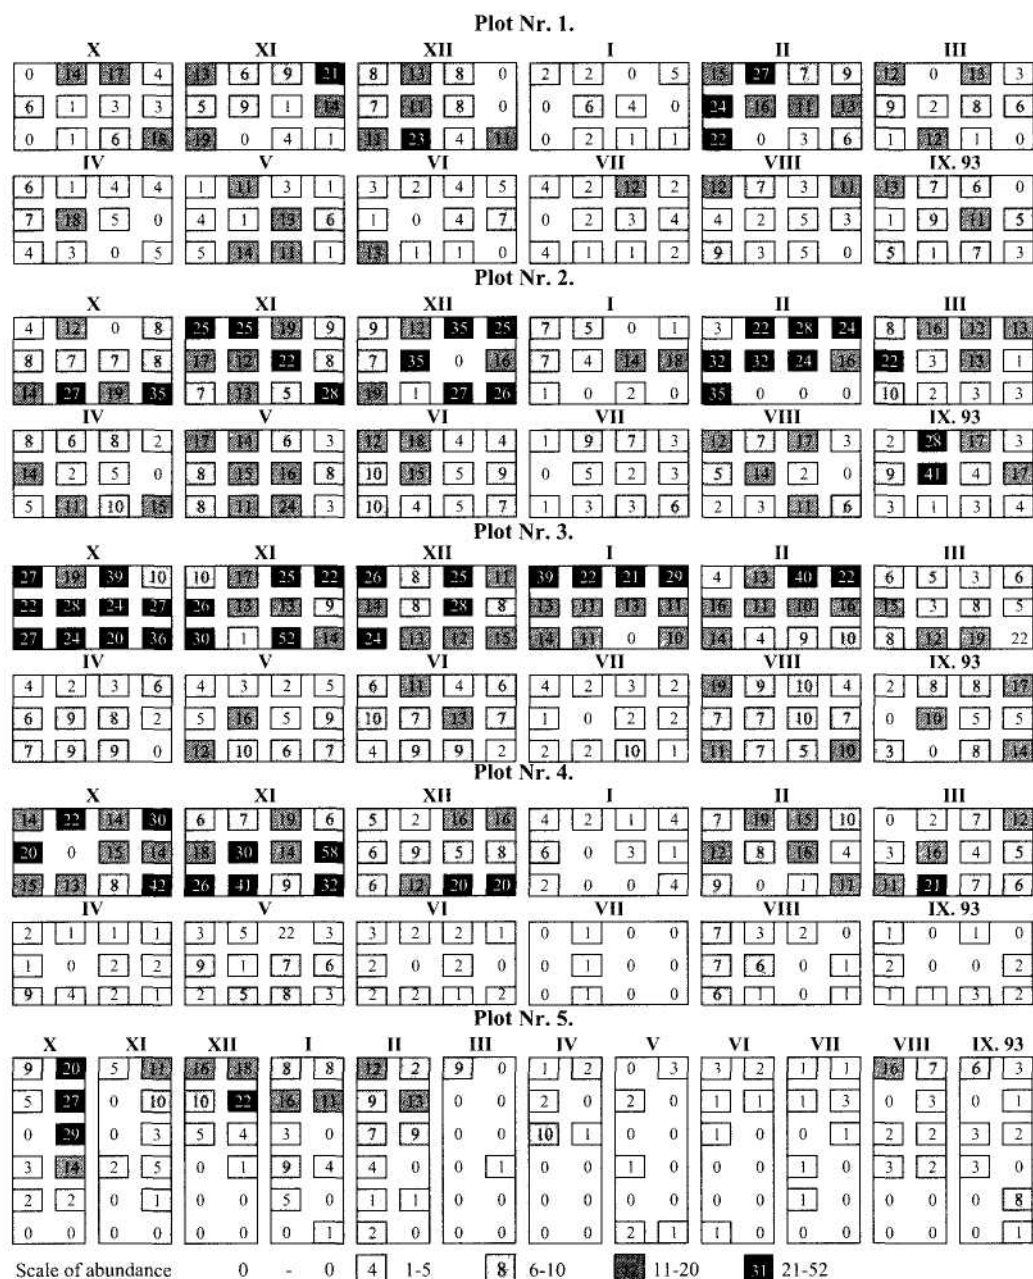 Plot Nr. 1.
X XI XII I II III
0 14 17 4 13 6 9 21 8 13 8 0 2 2 0 5 15 27 7 9 12 0 13 3
6 1 3 3 5 9 1 14 7 11 8 0 0 6 4 0 24 16 11 13 9 2 8 6
0 1 6 18 19 0 4 1 11 23 4 11 0 2 1 1 22 0 3 6 1 12 1 0
IV V VI VII VIII IX. 93
6 1 4 4 1 11 3 1 3 2 4 5 4 2 12 2 12 7 3 11 13 7 6 0
7 18 5 0 4 1 13 6 1 0 4 7 0 2 3 4 4 2 5 3 1 9 11 5
4 3 0 5 5 14 11 1 13 1 1 0 4 1 1 2 9 3 5 0 5 1 7 3
Plot Nr. 2.
X XI XII I II III
4 12 0 8 25 25 19 9 9 12 35 25 7 5 0 1 3 22 28 24 8 16 12 13
8 7 7 8 17 12 22 8 7 35 0 16 7 4 14 18 32 32 24 16 22 3 13 1
14 27 19 35 7 13 5 28 19 1 27 26 1 0 2 0 35 0 0 0 10 2 3 3
IV V VI VII VIII IX. 93
8 6 8 2 17 14 6 3 12 18 4 4 1 9 7 3 12 7 17 3 2 28 17 3
14 2 5 0 8 15 16 8 10 15 5 9 0 5 2 3 5 14 2 0 9 41 4 17
5 11 10 15 8 11 24 3 10 4 5 7 1 3 3 6 2 3 11 6 3 1 3 4
Plot Nr. 3.
X XI XII I II III
27 19 39 10 10 17 25 22 26 8 25 11 39 22 21 29 4 13 40 22 6 5 3 6
22 28 24 27 26 13 13 9 14 8 28 8 13 11 13 11 16 11 10 16 15 3 8 5
27 24 20 36 30 1 52 14 24 13 12 15 14 11 0 10 14 4 9 10 8 12 19 22
IV V VI VII VIII IX. 93
4 2 3 6 4 3 2 5 6 11 4 6 4 2 3 2 19 9 10 4 2 8 8 17
6 9 8 2 5 16 5 9 10 7 13 7 1 0 2 2 7 7 10 7 0 10 5 5
7 9 9 0 12 10 6 7 4 9 9 2 2 2 10 1 11 7 5 10 3 0 8 14
Plot Nr. 4.
X XI XII I II III
14 22 14 30 6 7 19 6 5 2 16 16 4 2 1 4 7 19 15 10 0 2 7 12
20 0 15 14 18 30 14 58 6 9 5 8 6 0 3 1 12 8 16 4 3 16 4 5
15 13 8 42 26 41 9 32 6 12 20 20 2 0 0 4 9 0 1 11 11 21 7 6
IV V VI VII VIII IX. 93
2 1 1 1 3 5 22 3 3 2 2 1 0 1 0 0 7 3 2 0 1 0 1 0
1 0 2 2 9 1 7 6 2 0 2 0 0 1 0 0 7 6 0 1 2 0 0 2
9 4 2 1 2 5 8 3 2 2 1 2 0 1 0 0 6 1 0 1 1 1 3 2
Plot Nr. 5.
X XI XII I II III IV V VI VII VIII IX. 93
9 20 5 11 16 18 8 8 12 2 9 0 1 2 0 3 3 2 1 1 16 7 6 3
5 27 0 10 10 22 16 11 9 13 0 0 2 0 2 0 1 1 1 3 0 3 0 1
0 29 0 3 5 4 3 0 7 9 0 0 10 1 0 0 1 0 0 1 2 2 3 2
3 14 2 5 0 1 9 4 4 0 0 1 0 0 1 0 0 0 1 0 3 2 3 0
2 2 0 1 0 0 5 0 1 1 0 0 0 0 0 0 0 0 1 0 0 0 0 8
0 0 0 0 0 0 0 1 2 0 0 0 0 0 2 1 1 0 0 0 0 0 0 1
Scale of abundance 0 - 0 4 1-5 8 6-10 11-20 31 21-52